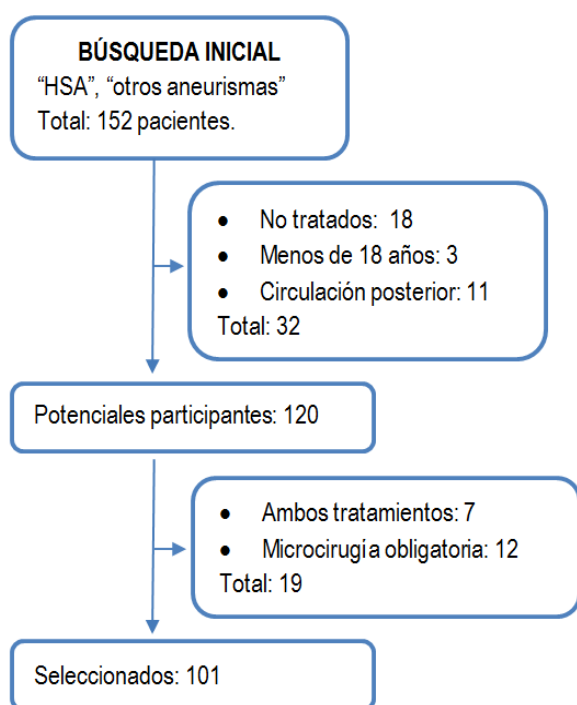 BÚSQUEDA INICIAL
“HSA”, “otros aneurismas”
Total: 152 pacientes.
• No tratados: 18
• Menos de 18 años: 3
• Circulación posterior: 11
Total: 32
Potenciales participantes: 120
• Ambos tratamientos: 7
• Microcirugía obligatoria: 12
Total: 19
Seleccionados: 101